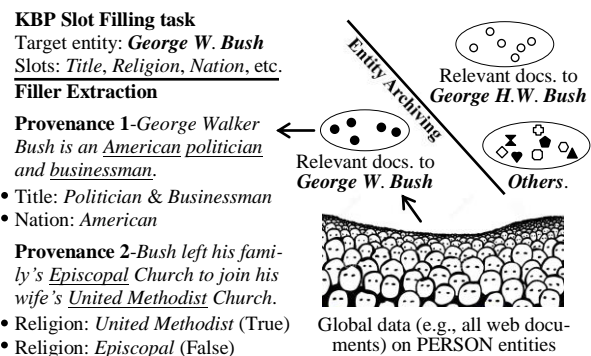 KBP Slot Filling task
Target entity: George W. Bush
Slots: Title, Religion, Nation, etc.
Filler Extraction
Provenance 1-George Walker
Bush is an American politician
and businessman.
• Title: Politician & Businessman
• Nation: American
Provenance 2-Bush left his fami-
ly's Episcopal Church to join his
wife's United Methodist Church.
• Religion: United Methodist (True)
• Religion: Episcopal (False)
Entity Archiving
Relevant docs. to
George H.W. Bush
Relevant docs. to
George W. Bush
Others.
Global data (e.g., all web docu-
ments) on PERSON entities